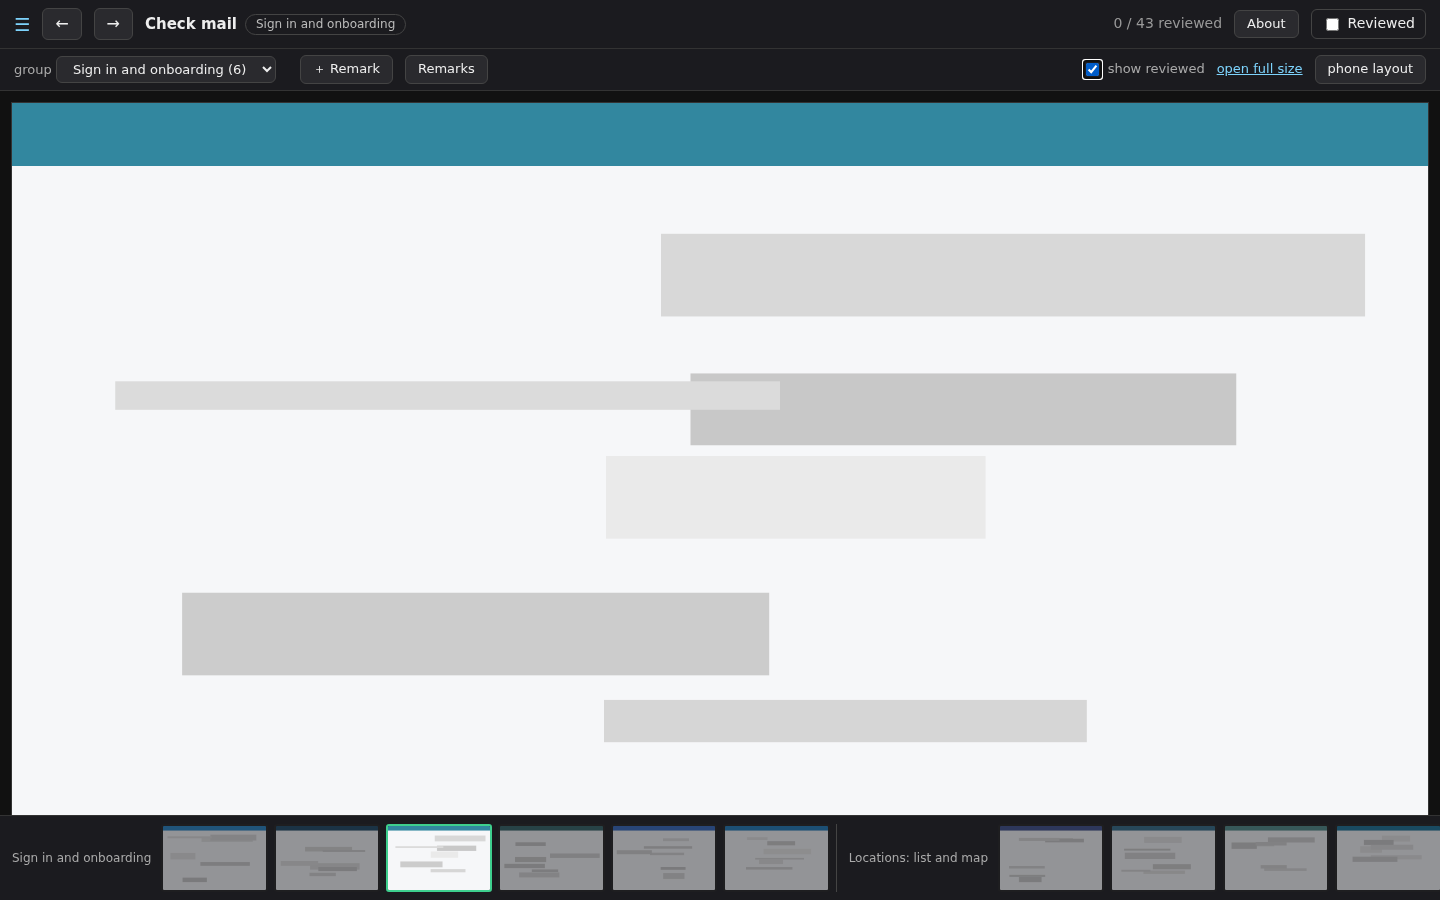 ☰ ← → Check mail Sign in and onboarding 0 / 43 reviewed About Reviewed
group Sign in and onboarding (6) + Remark Remarks show reviewed open full size phone layout
Sign in and onboarding Locations: list and map